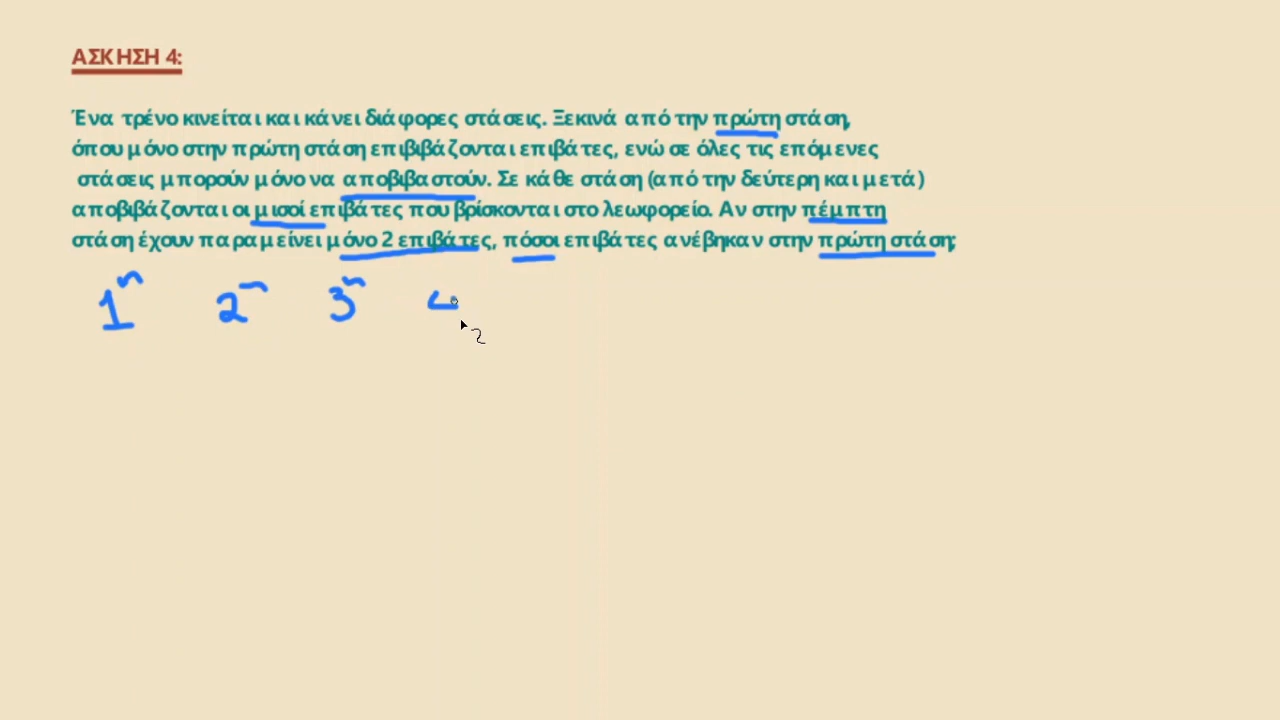 ΑΣΚΗΣΗ 4:
Ένα τρένο κινείται και κάνει διάφορες στάσεις. Ξεκινά από την πρώτη στάση,
όπου μόνο στην πρώτη στάση επιβιβάζονται επιβάτες, ενώ σε όλες τις επόμενες
στάσεις μπορούν μόνο να αποβιβαστούν. Σε κάθε στάση (από την δεύτερη και μετά)
αποβιβάζονται οι μισοί επιβάτες που βρίσκονται στο λεωφορείο. Αν στην πέμπτη
στάση έχουν παραμείνει μόνο 2 επιβάτες, πόσοι επιβάτες ανέβηκαν στην πρώτη στάση;
1η 2η 3η